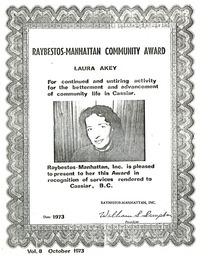 RAYBESTOS-MANHATTAN COMMUNITY AWARD
LAURA AKEY
For continued and untiring activity
for the betterment and advancement
of community life in Cassiar.
Raybestos-Manhattan, Inc. is pleased
to present to her this Award in
recognition of services rendered to
Cassiar, B.C.
RAYBESTOS-MANHATTAN, INC.
Date 1973
William S. Simpson
President
Vol. 8 October 1973